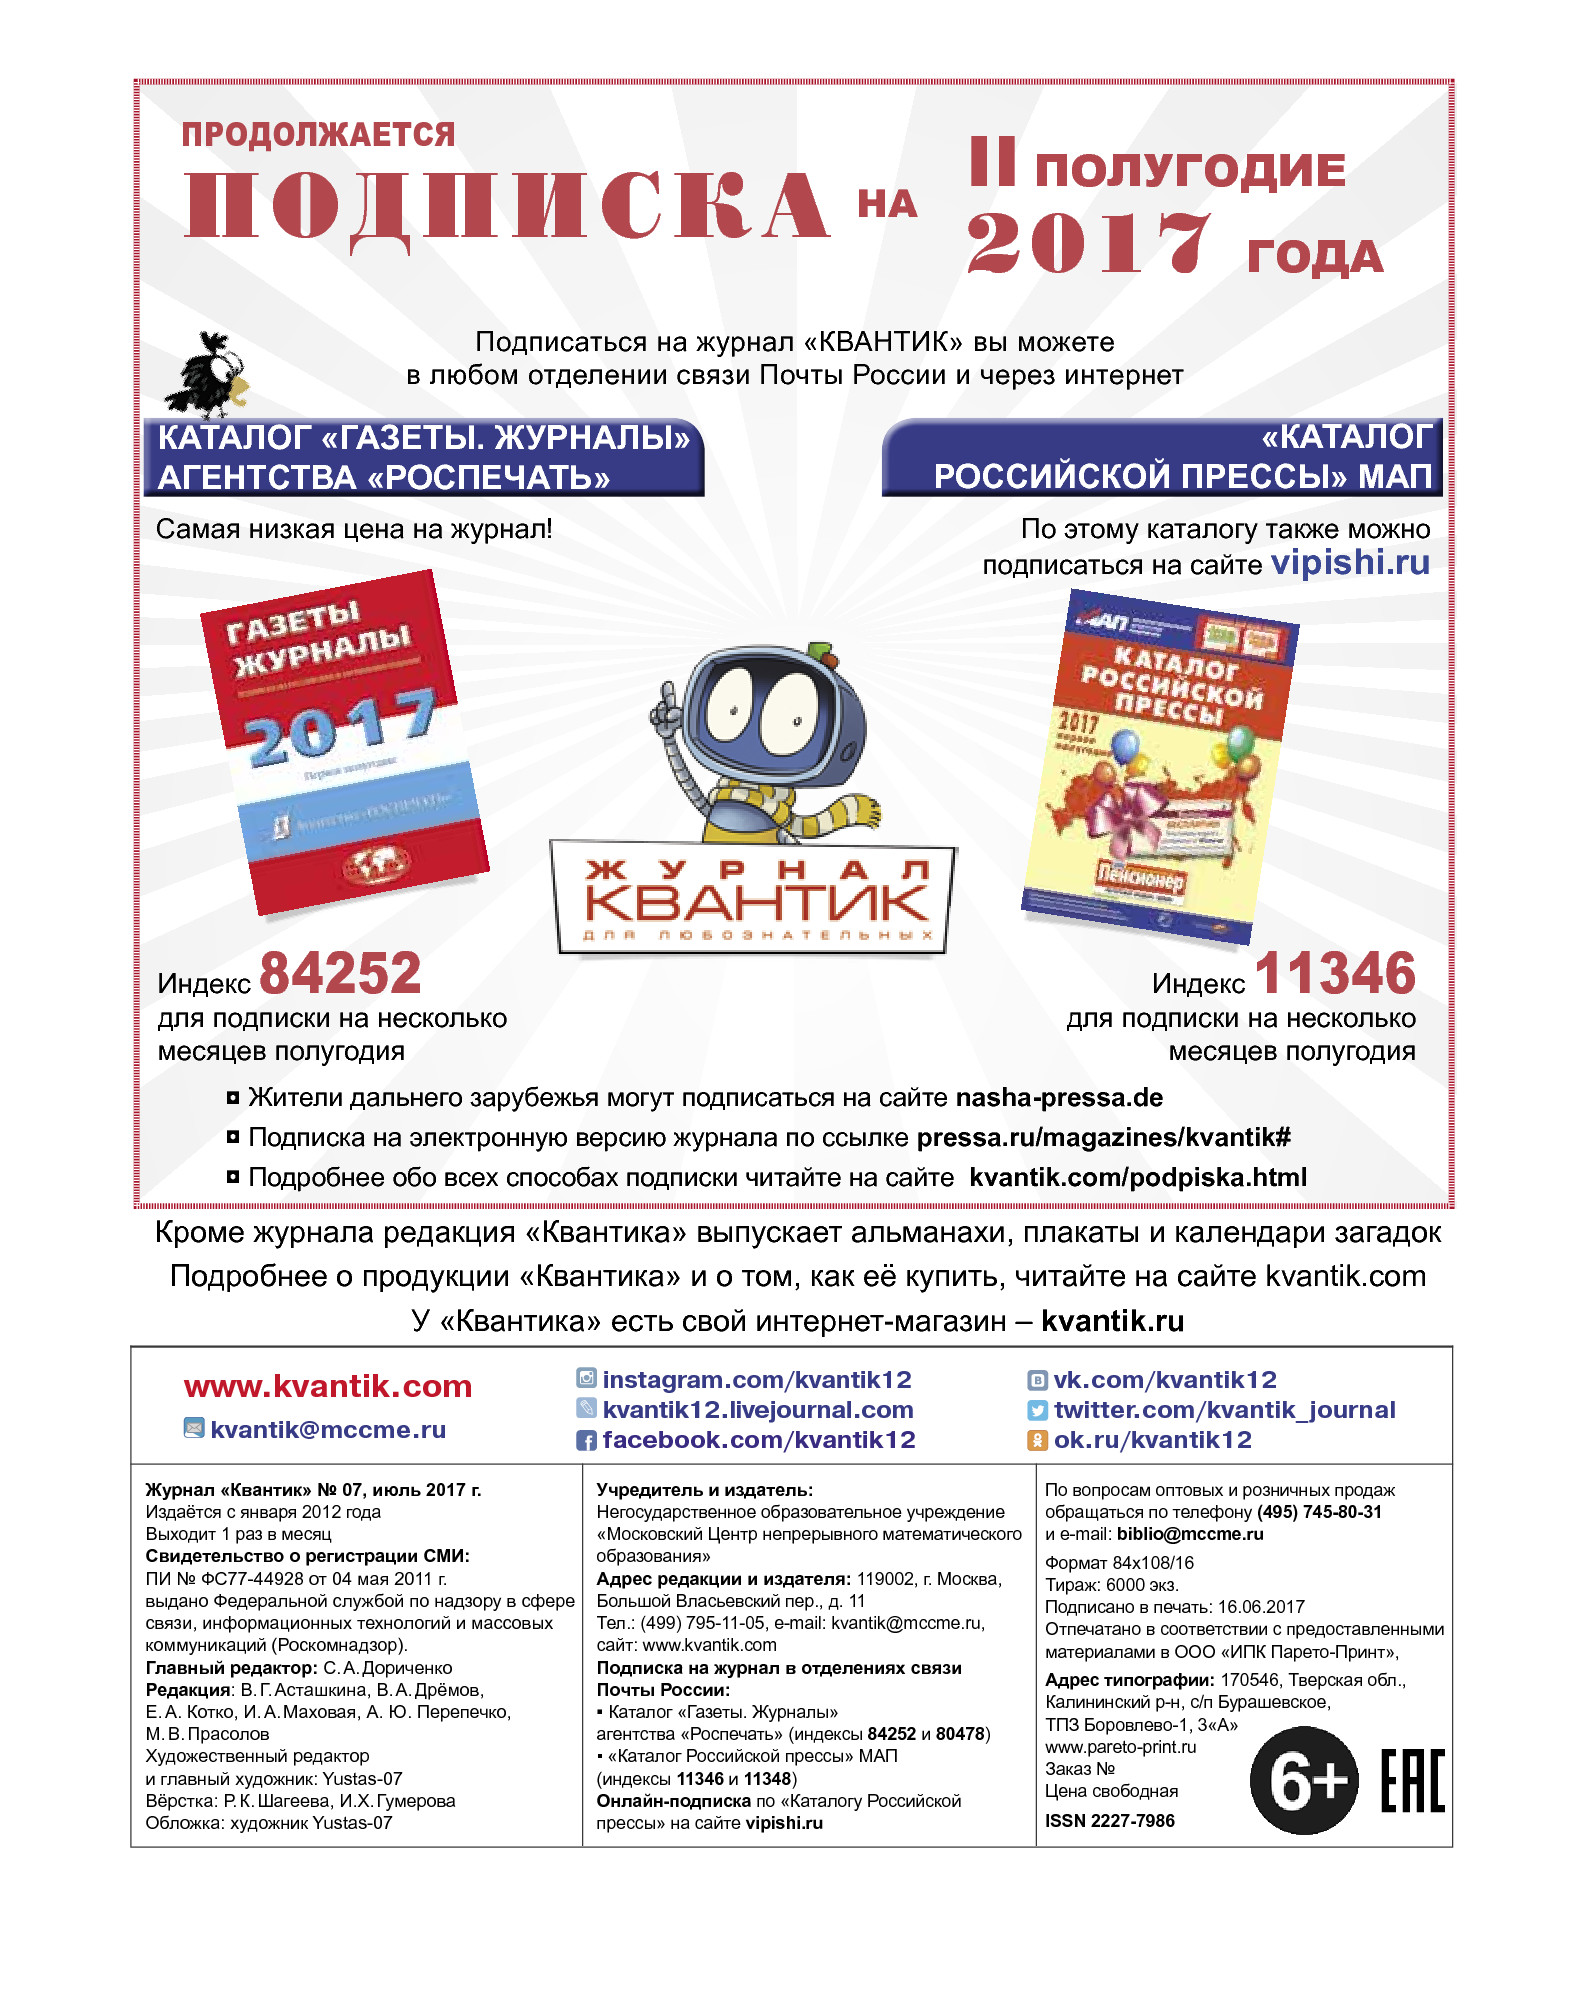 ПРОДОЛЖАЕТСЯ
ПОДПИСКА НА
II ПОЛУГОДИЕ
2017 ГОДА
Подписаться на журнал «КВАНТИК» вы можете
в любом отделении связи Почты России и через интернет
КАТАЛОГ «ГАЗЕТЫ. ЖУРНАЛЫ»
АГЕНТСТВА «РОСПЕЧАТЬ»
Самая низкая цена на журнал!
ГАЗЕТЫ
ЖУРНАЛЫ
2017
Первое полугодие
«КАТАЛОГ
РОССИЙСКОЙ ПРЕССЫ» МАП
По этому каталогу также можно
подписаться на сайте vipishi.ru
МАП
КАТАЛОГ
РОССИЙСКОЙ
ПРЕССЫ
2017
первое
полугодие
Пенсионер
ЖУРНАЛ
КВАНТИК
ДЛЯ ЛЮБОЗНАТЕЛЬНЫХ
Индекс 84252
для подписки на несколько
месяцев полугодия
Индекс 11346
для подписки на несколько
месяцев полугодия
Жители дальнего зарубежья могут подписаться на сайте nasha-pressa.de
Подписка на электронную версию журнала по ссылке pressa.ru/magazines/kvantik#
Подробнее обо всех способах подписки читайте на сайте kvantik.com/podpiska.html
Кроме журнала редакция «Квантика» выпускает альманахи, плакаты и календари загадок
Подробнее о продукции «Квантика» и о том, как её купить, читайте на сайте kvantik.com
У «Квантика» есть свой интернет-магазин – kvantik.ru
www.kvantik.com
kvantik@mccme.ru
instagram.com/kvantik12
kvantik12.livejournal.com
facebook.com/kvantik12
vk.com/kvantik12
twitter.com/kvantik_journal
ok.ru/kvantik12
Журнал «Квантик» № 07, июль 2017 г.
Издаётся с января 2012 года
Выходит 1 раз в месяц
Свидетельство о регистрации СМИ:
ПИ № ФС77-44928 от 04 мая 2011 г.
выдано Федеральной службой по надзору в сфере
связи, информационных технологий и массовых
коммуникаций (Роскомнадзор).
Главный редактор: С. А. Дориченко
Редакция: В. Г. Асташкина, В. А. Дрёмов,
Е. А. Котко, И. А. Маховая, А. Ю. Перепечко,
М. В. Прасолов
Художественный редактор
и главный художник: Yustas-07
Вёрстка: Р. К. Шагеева, И. Х. Гумерова
Обложка: художник Yustas-07
Учредитель и издатель:
Негосударственное образовательное учреждение
«Московский Центр непрерывного математического
образования»
Адрес редакции и издателя: 119002, г. Москва,
Большой Власьевский пер., д. 11
Тел.: (499) 795-11-05, e-mail: kvantik@mccme.ru,
сайт: www.kvantik.com
Подписка на журнал в отделениях связи
Почты России:
▪ Каталог «Газеты. Журналы»
агентства «Роспечать» (индексы 84252 и 80478)
▪ «Каталог Российской прессы» МАП
(индексы 11346 и 11348)
Онлайн-подписка по «Каталогу Российской
прессы» на сайте vipishi.ru
По вопросам оптовых и розничных продаж
обращаться по телефону (495) 745-80-31
и e-mail: biblio@mccme.ru
Формат 84х108/16
Тираж: 6000 экз.
Подписано в печать: 16.06.2017
Отпечатано в соответствии с предоставленными
материалами в ООО «ИПК Парето-Принт»,
Адрес типографии: 170546, Тверская обл.,
Калининский р-н, с/п Бурашевское,
ТПЗ Боровлево-1, 3«А»
www.pareto-print.ru
Заказ №
Цена свободная
ISSN 2227-7986
6+
ЕАС